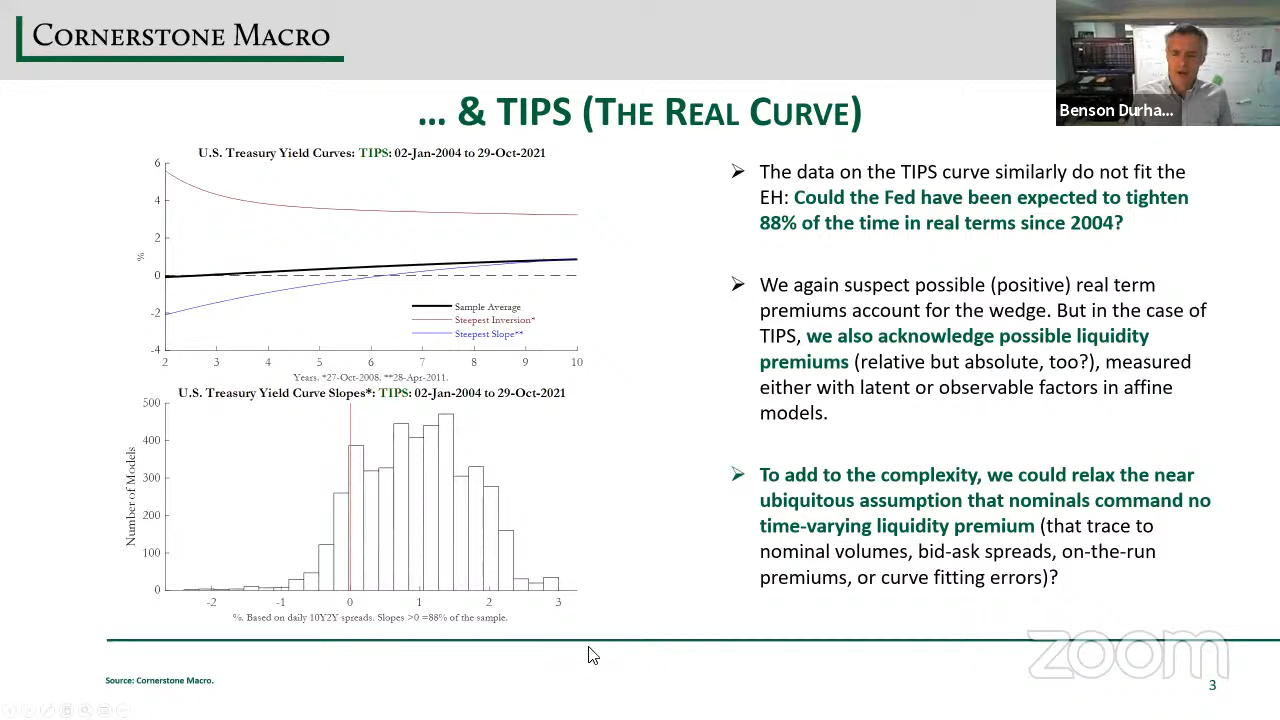 CORNERSTONE MACRO
Benson Durha...
... & TIPS (THE REAL CURVE)
U.S. Treasury Yield Curves: TIPS: 02-Jan-2004 to 29-Oct-2021
6
4
2
0
-2
-4
%
Sample Average
Steepest Inversion*
Steepest Slope**
2 3 4 5 6 7 8 9 10
Years. *27-Oct-2008, **28-Apr-2011.
U.S. Treasury Yield Curve Slopes*: TIPS: 02-Jan-2004 to 29-Oct-2021
500
400
300
200
100
0
Number of Models
-2 -1 0 1 2 3
%. Based on daily 10Y2Y spreads. Slopes >0 =88% of the sample.
➢ The data on the TIPS curve similarly do not fit the
EH: Could the Fed have been expected to tighten
88% of the time in real terms since 2004?
➢ We again suspect possible (positive) real term
premiums account for the wedge. But in the case of
TIPS, we also acknowledge possible liquidity
premiums (relative but absolute, too?), measured
either with latent or observable factors in affine
models.
➢ To add to the complexity, we could relax the near
ubiquitous assumption that nominals command no
time-varying liquidity premium (that trace to
nominal volumes, bid-ask spreads, on-the-run
premiums, or curve fitting errors)?
zoom
Source: Cornerstone Macro.
3